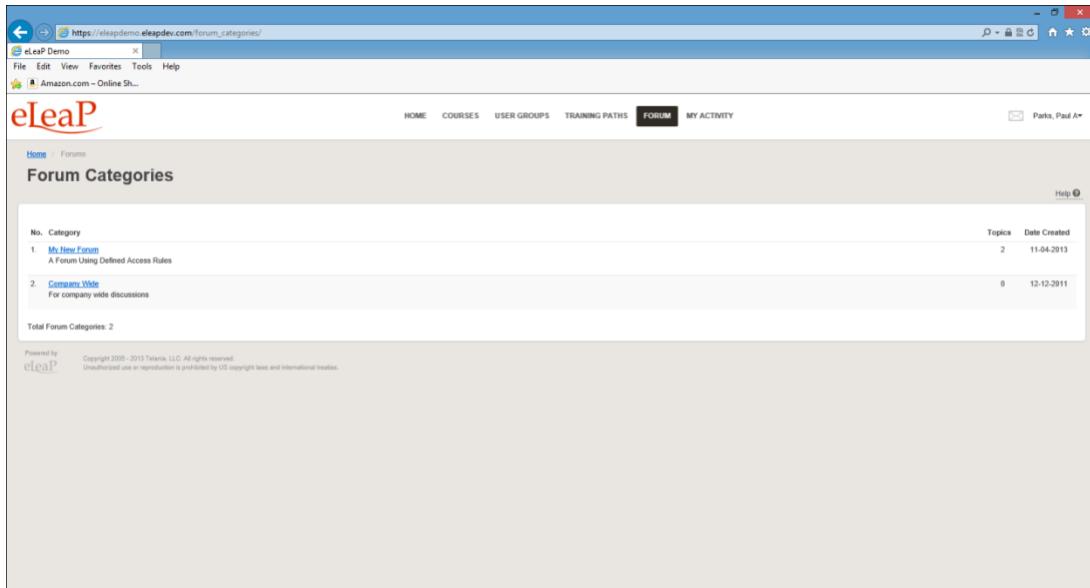 https://eleapdemo.eleapdev.com/forum_categories/
eLeaP Demo
File Edit View Favorites Tools Help
Amazon.com – Online Sh...
eLeaP
HOME COURSES USER GROUPS TRAINING PATHS FORUM MY ACTIVITY
Parks, Paul A
Home / Forums
Forum Categories
Help
No. Category Topics Date Created
1. My New Forum 2 11-04-2013
A Forum Using Defined Access Rules
2. Company Wide 0 12-12-2011
For company wide discussions
Total Forum Categories: 2
Powered by
eLeaP
Copyright 2005 - 2013 Telania, LLC. All rights reserved.
Unauthorized use or reproduction is prohibited by US copyright laws and international treaties.